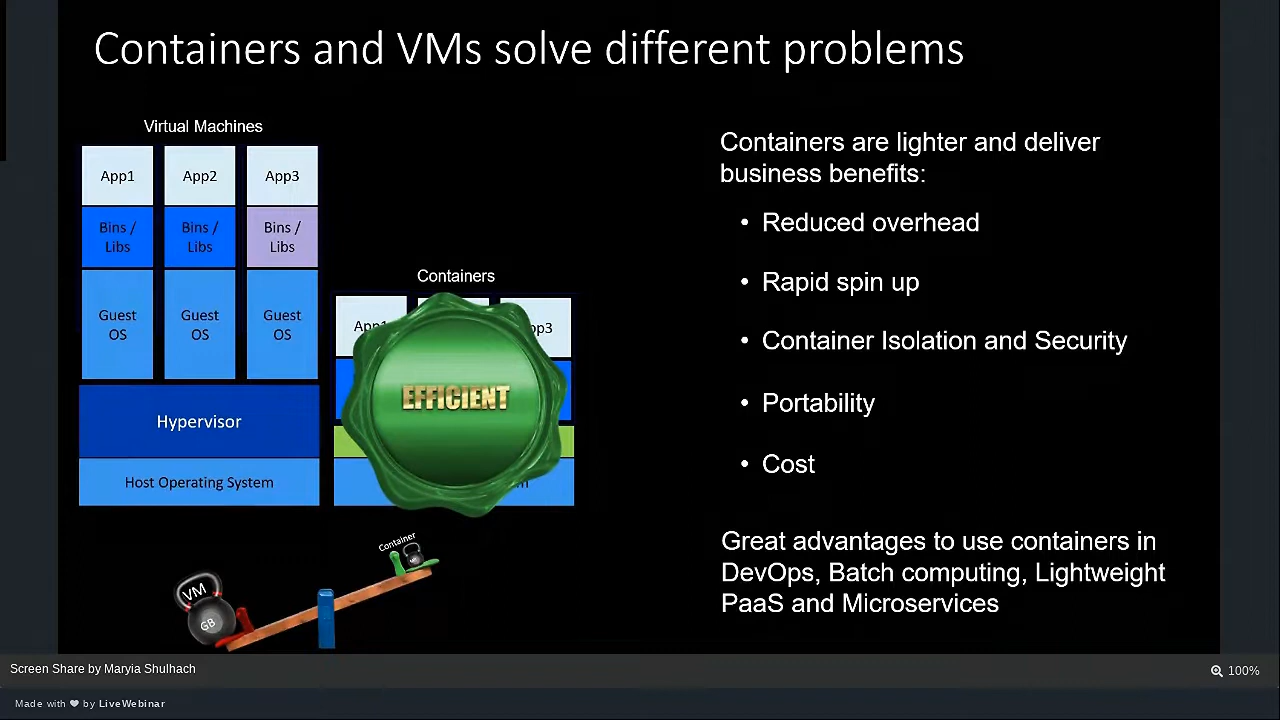 Containers and VMs solve different problems
Virtual Machines
App1
App2
App3
Bins /
Libs
Bins /
Libs
Bins /
Libs
Guest
OS
Guest
OS
Guest
OS
Hypervisor
Host Operating System
Containers
EFFICIENT
Container
VM
GB
Containers are lighter and deliver
business benefits:
• Reduced overhead
• Rapid spin up
• Container Isolation and Security
• Portability
• Cost
Great advantages to use containers in
DevOps, Batch computing, Lightweight
PaaS and Microservices
Screen Share by Maryia Shulhach
100%
Made with ❤ by LiveWebinar